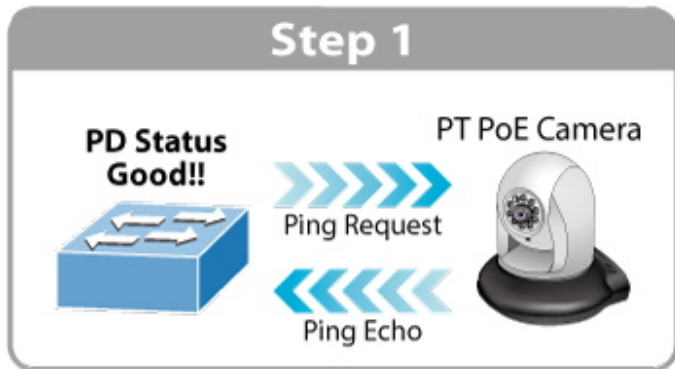 Step 1
PD Status
Good!!
PT PoE Camera
Ping Request
Ping Echo